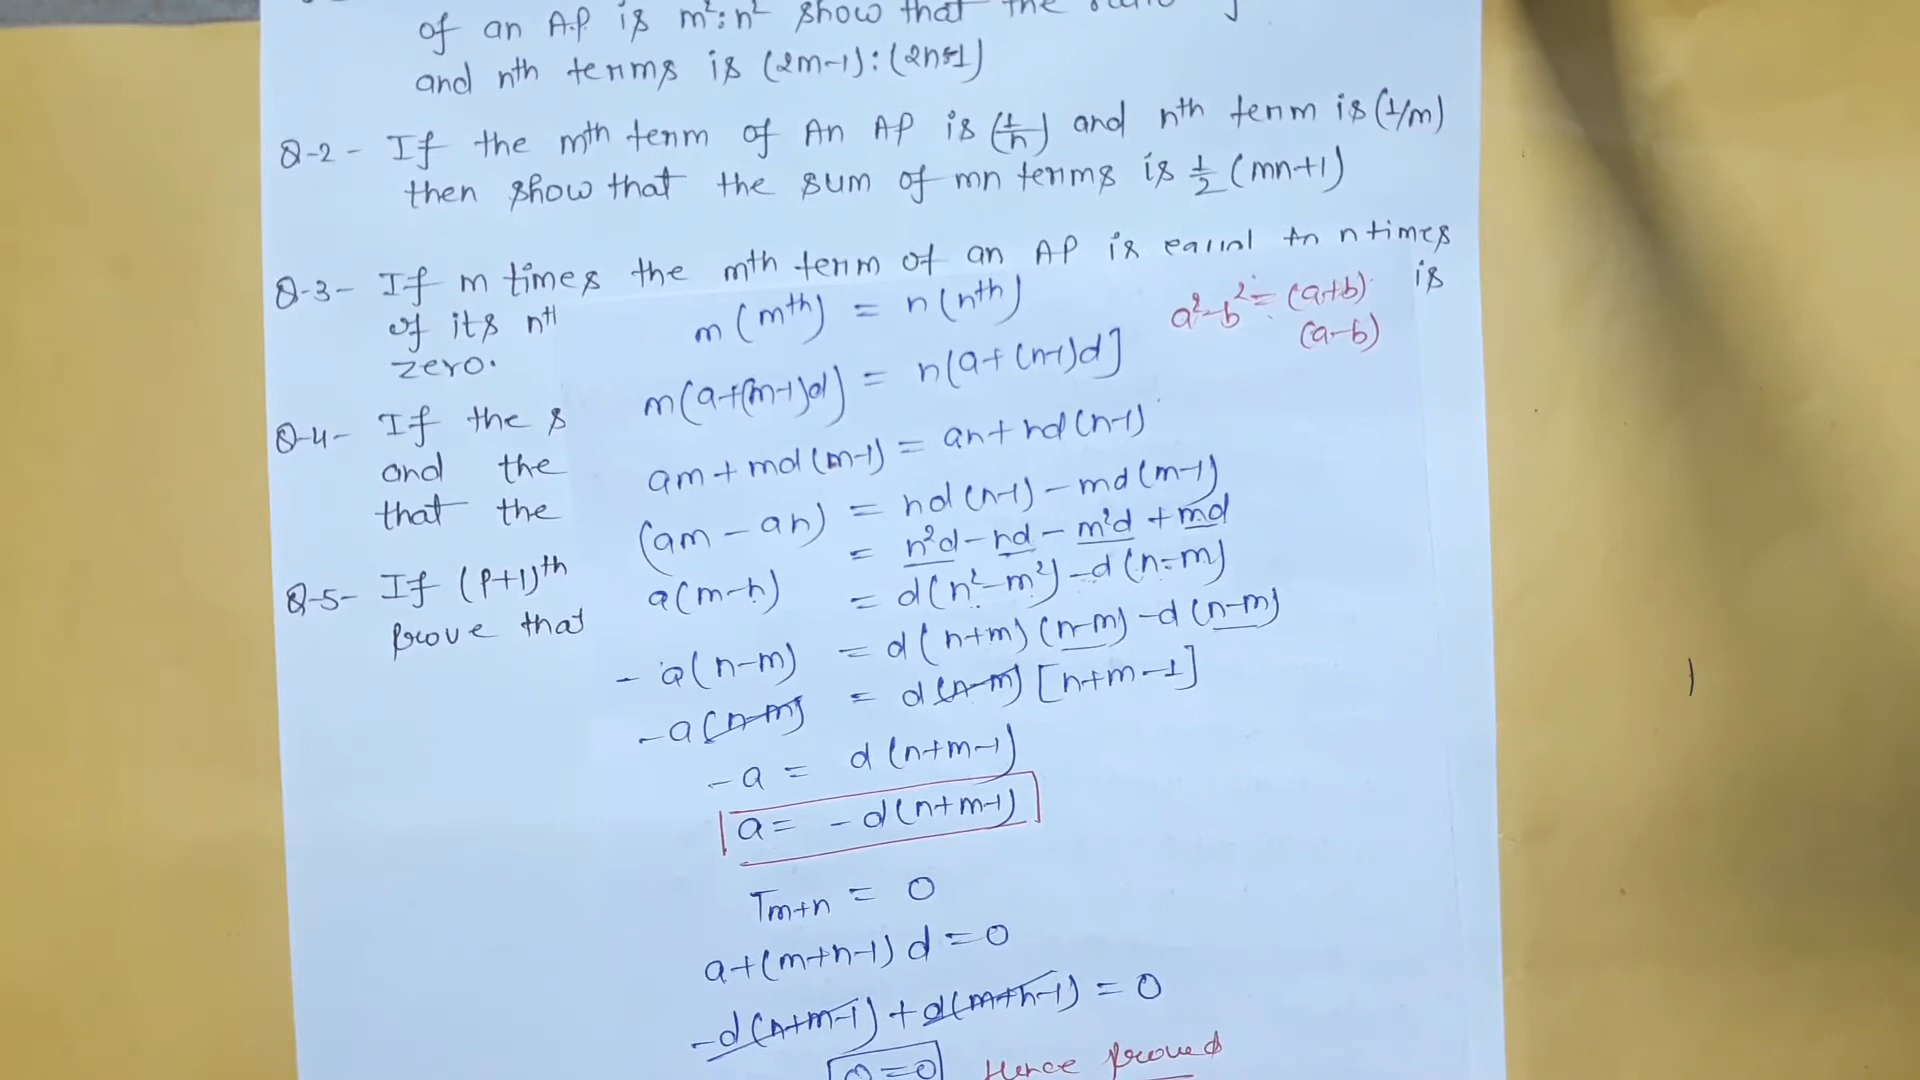 of an A.P is m²:n² show that the
and nth terms is (2m-1):(2n-1)
Q-2- If the mth term of An AP is (1/n) and nth term is (1/m)
then show that the sum of mn terms is 1/2 (mn+1)
Q-3- If m times the mth term of an AP is equal to n times
of its nth is
zero.
m(mth) = n(nth)
a²-b² = (a+b)
(a-b)
m(a+(m-1)d) = n(a+(n-1)d]
Q-4- If the s
and the
that the
am+md(m-1) = an+nd(n-1)
(am-an) = nd(n-1)-md(m-1)
= n²d-nd-m²d+md
Q-5- If (P+1)th
prove that
a(m-n) = d(n²-m²)-d(n-m)
-a(n-m) = d(n+m)(n-m)-d(n-m)
-a(n-m) = d(n-m)[n+m-1]
-a = d(n+m-1)
a = -d(n+m-1)
Tm+n = 0
a+(m+n-1)d=0
-d(n+m-1)+d(m+n-1)=0
0=0 Hence proved